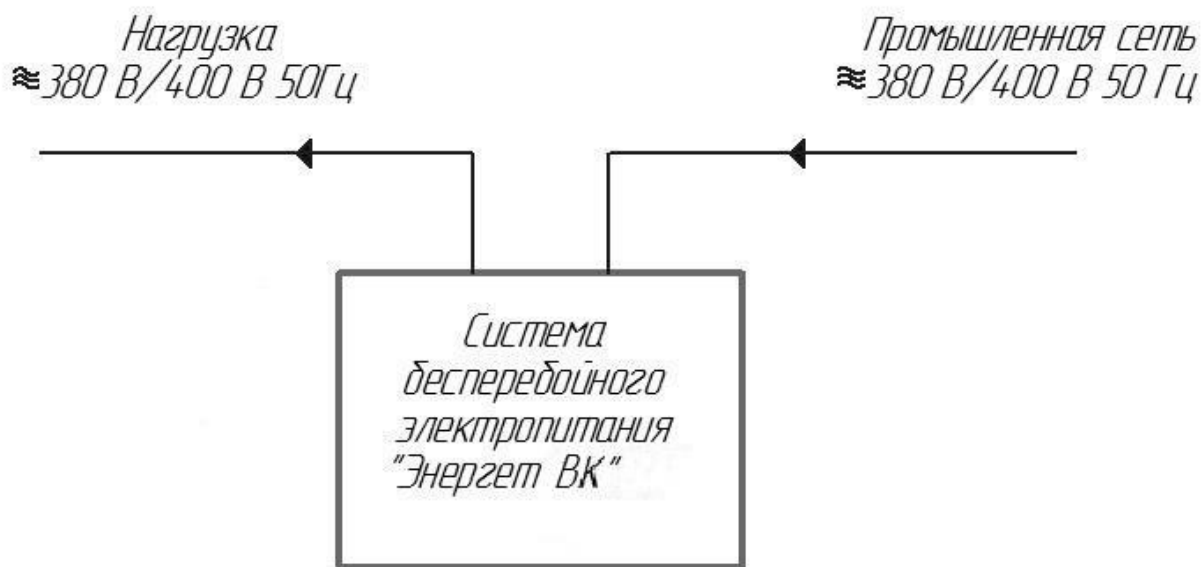 Нагрузка
≋ 380 В/400 В 50Гц
Промышленная сеть
≋ 380 В/400 В 50 Гц
Система
бесперебойного
электропитания
"Энергет ВК"